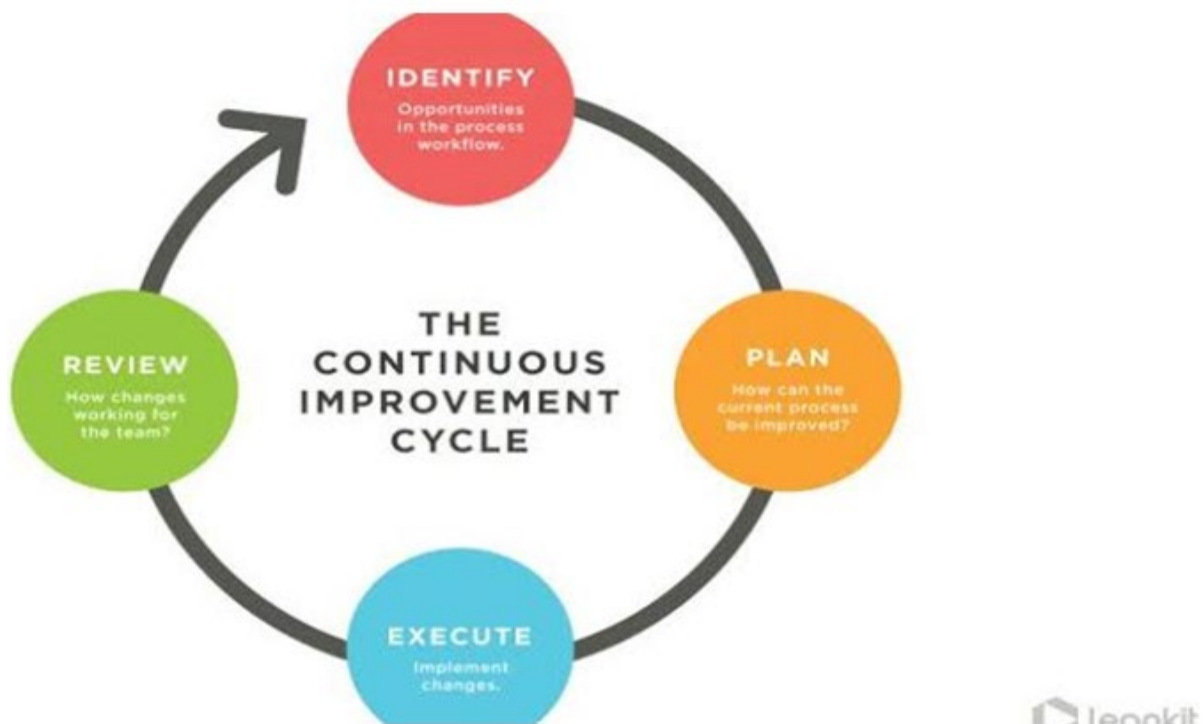 IDENTIFY
Opportunities
in the process
workflow.
THE
CONTINUOUS
IMPROVEMENT
CYCLE
PLAN
How can the
current process
be improved?
REVIEW
How changes
working for
the team?
EXECUTE
Implement
changes.